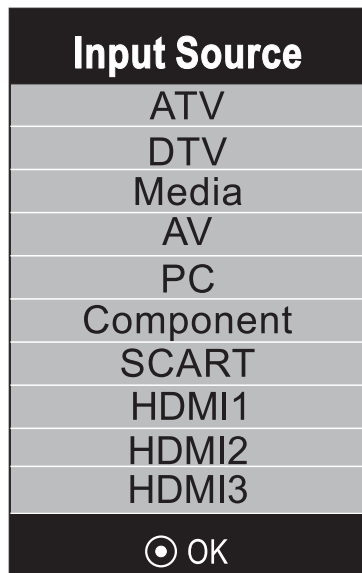 Input Source
ATV
DTV
Media
AV
PC
Component
SCART
HDMI1
HDMI2
HDMI3
OK